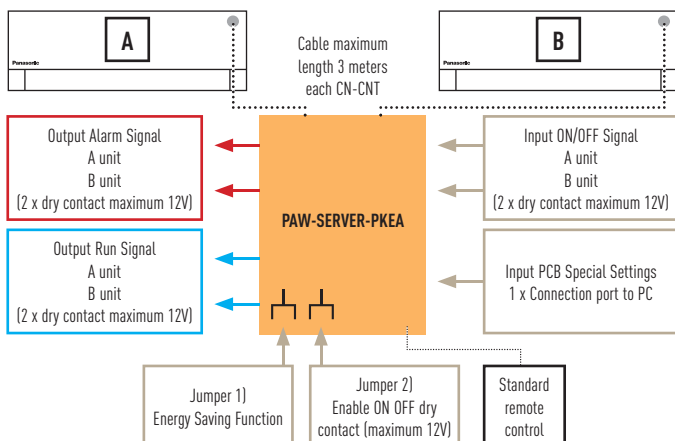 A
Panasonic
Cable maximum
length 3 meters
each CN-CNT
B
Panasonic
Output Alarm Signal
A unit
B unit
(2 x dry contact maximum 12V)
Output Run Signal
A unit
B unit
(2 x dry contact maximum 12V)
PAW-SERVER-PKEA
Input ON/OFF Signal
A unit
B unit
(2 x dry contact maximum 12V)
Input PCB Special Settings
1 x Connection port to PC
Jumper 1)
Energy Saving Function
Jumper 2)
Enable ON OFF dry
contact (maximum 12V)
Standard
remote
control